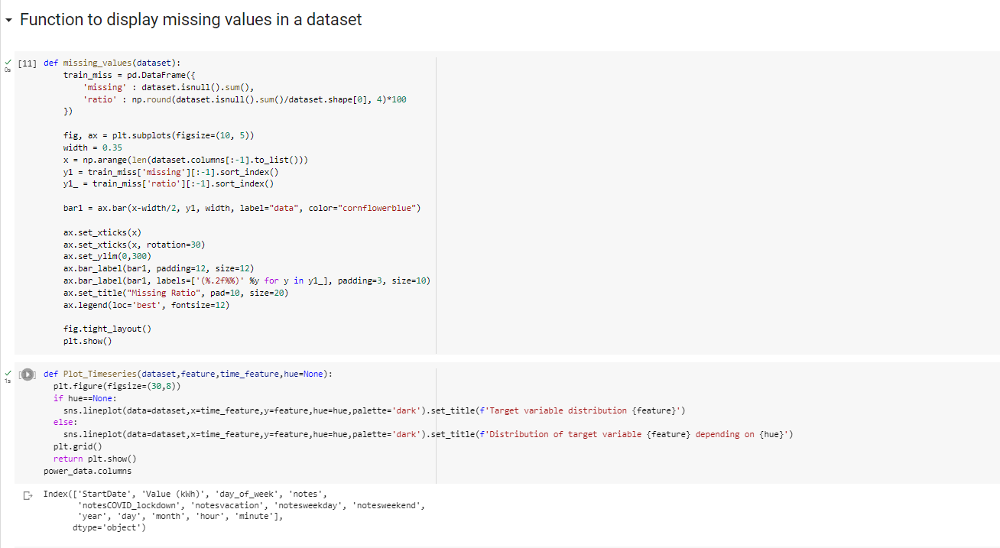 Function to display missing values in a dataset
[11] def missing_values(dataset):
    train_miss = pd.DataFrame({
        'missing' : dataset.isnull().sum(),
        'ratio' : np.round(dataset.isnull().sum()/dataset.shape[0], 4)*100
    })
    fig, ax = plt.subplots(figsize=(10, 5))
    width = 0.35
    x = np.arange(len(dataset.columns[:-1].to_list()))
    y1 = train_miss['missing'][:-1].sort_index()
    y1_ = train_miss['ratio'][:-1].sort_index()
    bar1 = ax.bar(x-width/2, y1, width, label="data", color="cornflowerblue")
    ax.set_xticks(x)
    ax.set_xticks(x, rotation=30)
    ax.set_ylim(0,300)
    ax.bar_label(bar1, padding=12, size=12)
    ax.bar_label(bar1, labels=['(%.2f%%)' %y for y in y1_], padding=3, size=10)
    ax.set_title("Missing Ratio", pad=10, size=20)
    ax.legend(loc='best', fontsize=12)
    fig.tight_layout()
    plt.show()
0s
def Plot_Timeseries(dataset,feature,time_feature,hue=None):
  plt.figure(figsize=(30,8))
  if hue==None:
    sns.lineplot(data=dataset,x=time_feature,y=feature,hue=hue,palette='dark').set_title(f'Target variable distribution {feature}')
  else:
    sns.lineplot(data=dataset,x=time_feature,y=feature,hue=hue,palette='dark').set_title(f'Distribution of target variable {feature} depending on {hue}')
  plt.grid()
  return plt.show()
power_data.columns
1s
Index(['StartDate', 'Value (kWh)', 'day_of_week', 'notes',
       'notesCOVID_lockdown', 'notesvacation', 'notesweekday', 'notesweekend',
       'year', 'day', 'month', 'hour', 'minute'],
      dtype='object')